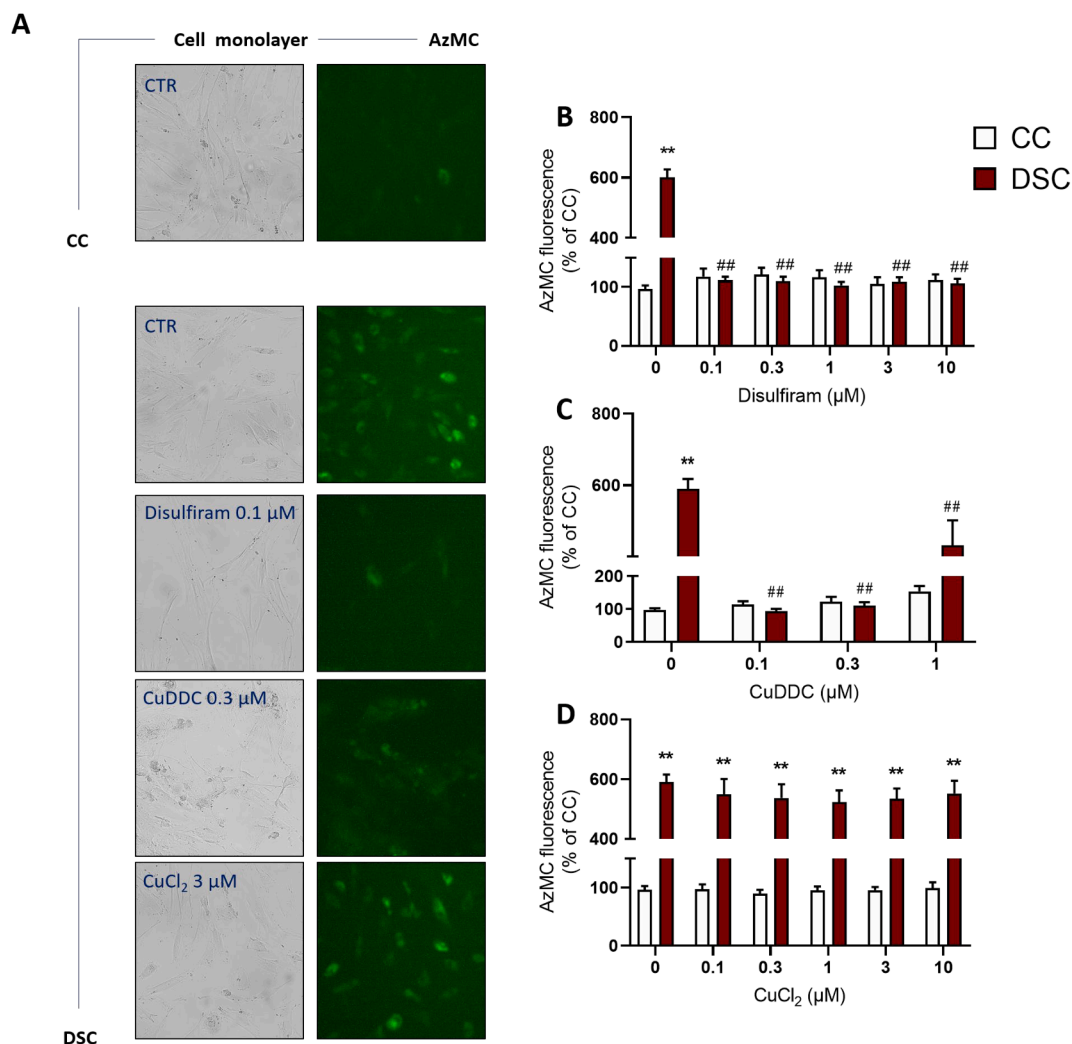 A
Cell monolayer
AzMC
CTR
CC
CTR
Disulfiram 0.1 µM
CuDDC 0.3 µM
CuCl₂ 3 µM
DSC
B
CC
DSC
AzMC fluorescence
(% of CC)
800
600
400
100
0
**
##
##
##
##
##
0 0.1 0.3 1 3 10
Disulfiram (µM)
C
AzMC fluorescence
(% of CC)
800
600
200
100
0
**
##
##
##
0 0.1 0.3 1
CuDDC (µM)
D
AzMC fluorescence
(% of CC)
800
600
400
100
0
**
**
**
**
**
**
0 0.1 0.3 1 3 10
CuCl₂ (µM)